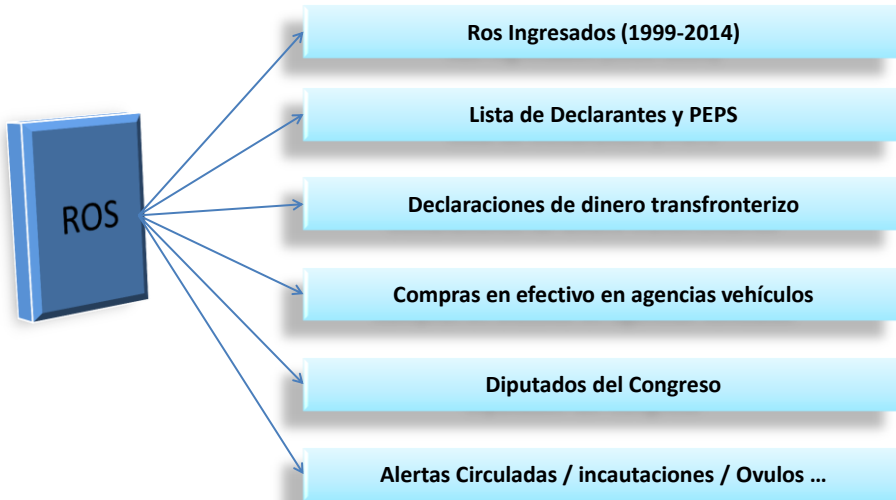 ROS
Ros Ingresados (1999-2014)
Lista de Declarantes y PEPS
Declaraciones de dinero transfronterizo
Compras en efectivo en agencias vehículos
Diputados del Congreso
Alertas Circuladas / incautaciones / Ovulos ...